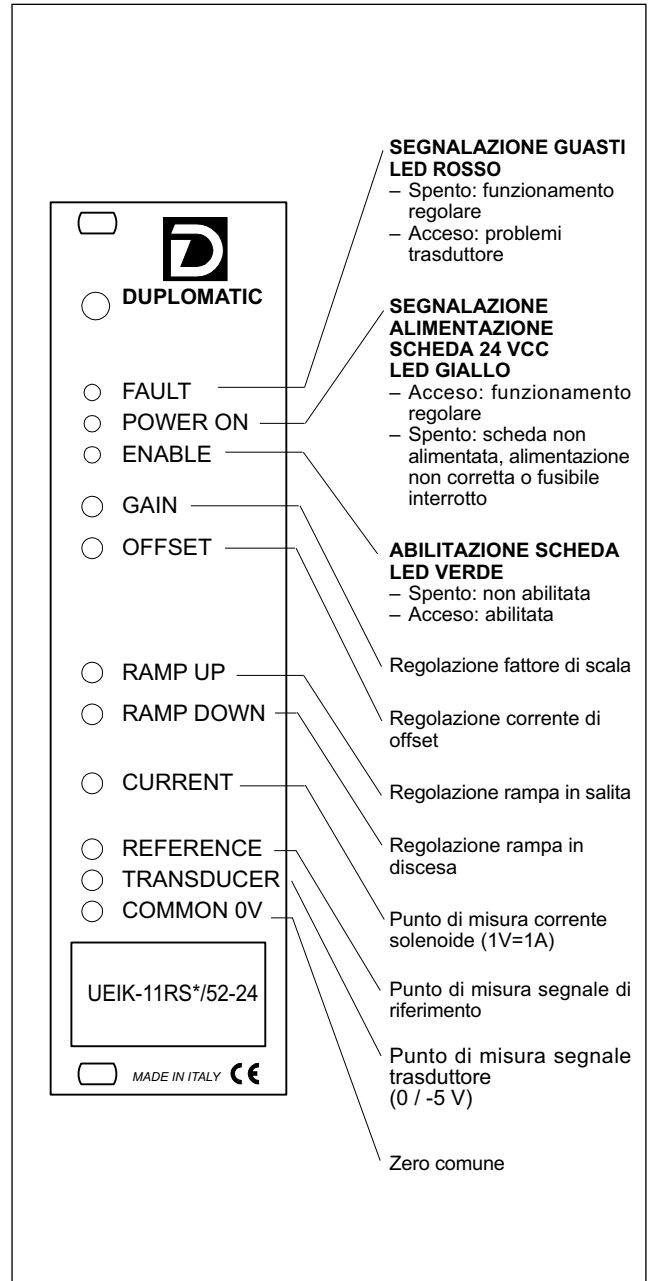 DUPLOMATIC
FAULT
POWER ON
ENABLE
GAIN
OFFSET
RAMP UP
RAMP DOWN
CURRENT
REFERENCE
TRANSDUCER
COMMON 0V
UEIK-11RS*/52-24
MADE IN ITALY CE
SEGNALAZIONE GUASTI
LED ROSSO
– Spento: funzionamento
regolare
– Acceso: problemi
trasduttore
SEGNALAZIONE
ALIMENTAZIONE
SCHEDA 24 VCC
LED GIALLO
– Acceso: funzionamento
regolare
– Spento: scheda non
alimentata, alimentazione
non corretta o fusibile
interrotto
ABILITAZIONE SCHEDA
LED VERDE
– Spento: non abilitata
– Acceso: abilitata
Regolazione fattore di scala
Regolazione corrente di
offset
Regolazione rampa in salita
Regolazione rampa in
discesa
Punto di misura corrente
solenoide (1V=1A)
Punto di misura segnale di
riferimento
Punto di misura segnale
trasduttore
(0 / -5 V)
Zero comune